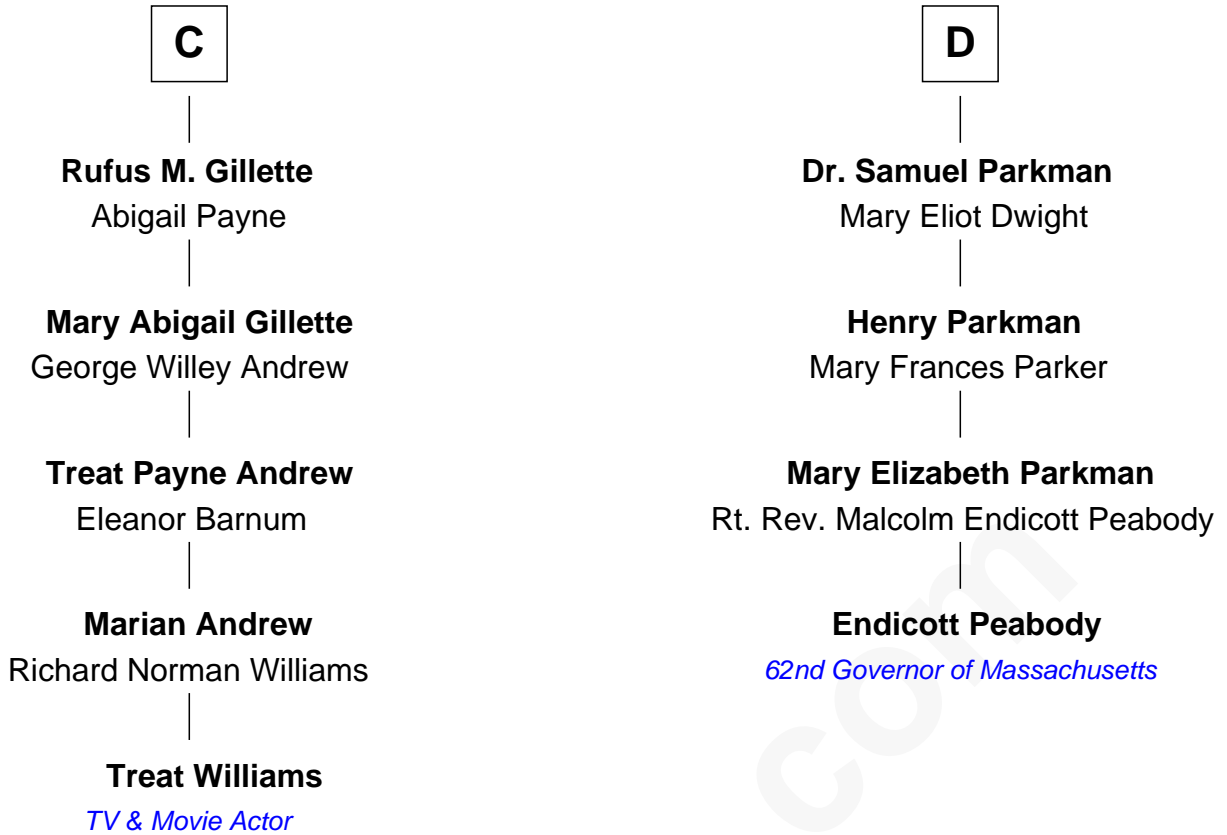 C
Rufus M. Gillette
Abigail Payne
Mary Abigail Gillette
George Willey Andrew
Treat Payne Andrew
Eleanor Barnum
Marian Andrew
Richard Norman Williams
Treat Williams
TV & Movie Actor
D
Dr. Samuel Parkman
Mary Eliot Dwight
Henry Parkman
Mary Frances Parker
Mary Elizabeth Parkman
Rt. Rev. Malcolm Endicott Peabody
Endicott Peabody
62nd Governor of Massachusetts
com